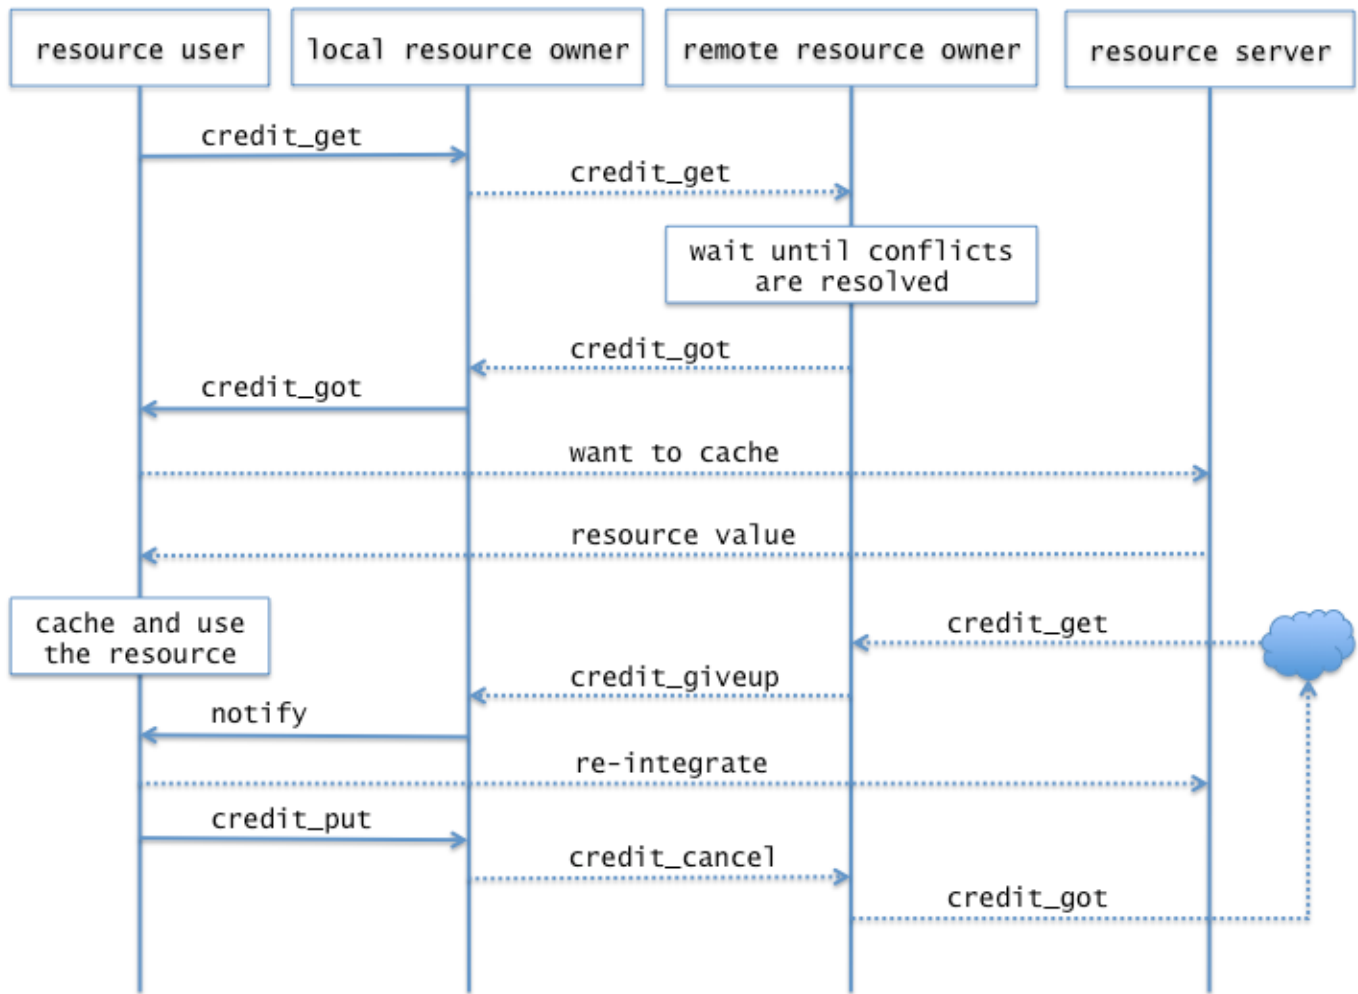 resource user
local resource owner
remote resource owner
resource server
credit_get
credit_get
wait until conflicts
are resolved
credit_got
credit_got
want to cache
resource value
cache and use
the resource
credit_get
credit_giveup
notify
re-integrate
credit_put
credit_cancel
credit_got